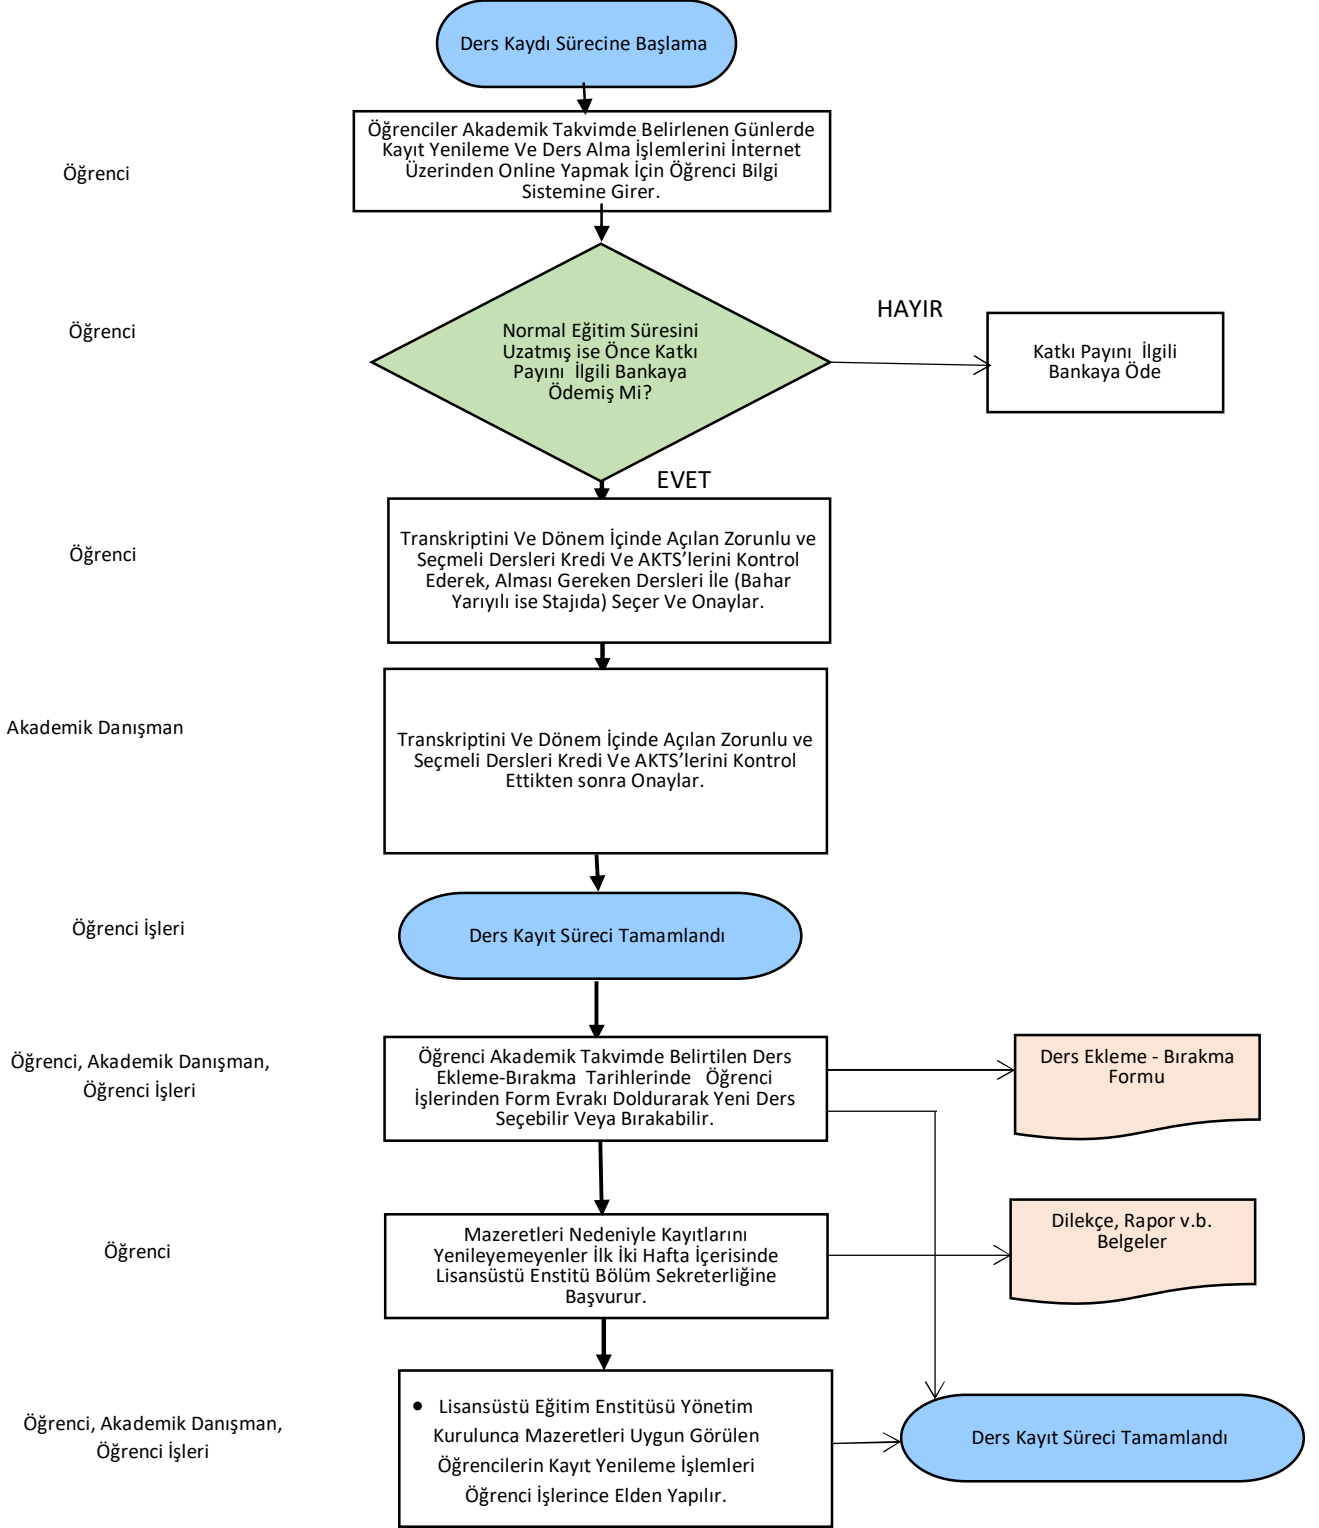 Ders Kaydı Sürecine Başlama
Öğrenci
Öğrenciler Akademik Takvimde Belirlenen Günlerde
Kayıt Yenileme Ve Ders Alma İşlemlerini İnternet
Üzerinden Online Yapmak İçin Öğrenci Bilgi
Sistemine Girer.
Öğrenci
Normal Eğitim Süresini
Uzatmış ise Önce Katkı
Payını İlgili Bankaya
Ödemiş Mi?
HAYIR
Katkı Payını İlgili
Bankaya Öde
EVET
Öğrenci
Transkriptini Ve Dönem İçinde Açılan Zorunlu ve
Seçmeli Dersleri Kredi Ve AKTS’lerini Kontrol
Ederek, Alması Gereken Dersleri İle (Bahar
Yarıyılı ise Stajıda) Seçer Ve Onaylar.
Akademik Danışman
Transkriptini Ve Dönem İçinde Açılan Zorunlu ve
Seçmeli Dersleri Kredi Ve AKTS’lerini Kontrol
Ettikten sonra Onaylar.
Öğrenci İşleri
Ders Kayıt Süreci Tamamlandı
Öğrenci, Akademik Danışman,
Öğrenci İşleri
Öğrenci Akademik Takvimde Belirtilen Ders
Ekleme-Bırakma Tarihlerinde Öğrenci
İşlerinden Form Evrakı Doldurarak Yeni Ders
Seçebilir Veya Bırakabilir.
Ders Ekleme - Bırakma
Formu
Öğrenci
Mazeretleri Nedeniyle Kayıtlarını
Yenileyemeyenler İlk İki Hafta İçerisinde
Lisansüstü Enstitü Bölüm Sekreterliğine
Başvurur.
Dilekçe, Rapor v.b.
Belgeler
Öğrenci, Akademik Danışman,
Öğrenci İşleri
● Lisansüstü Eğitim Enstitüsü Yönetim
Kurulunca Mazeretleri Uygun Görülen
Öğrencilerin Kayıt Yenileme İşlemleri
Öğrenci İşlerince Elden Yapılır.
Ders Kayıt Süreci Tamamlandı